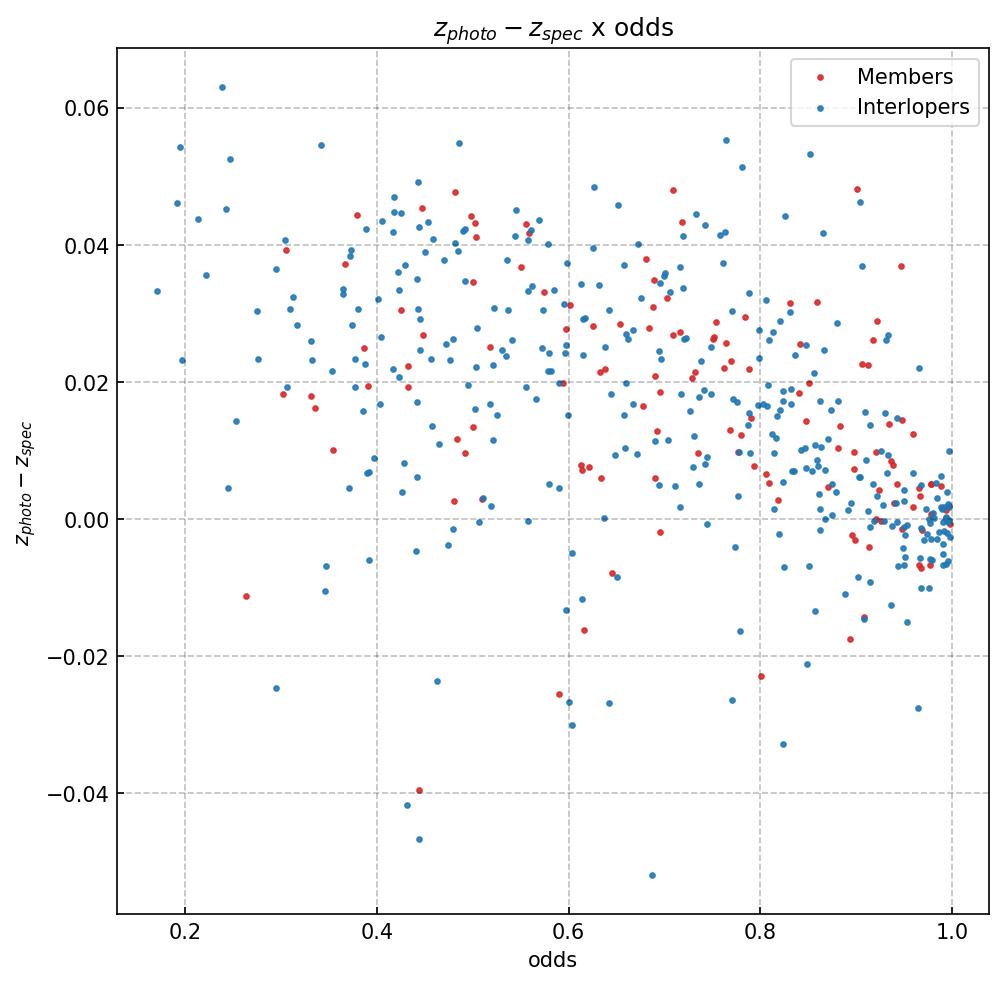 z_photo − z_spec x odds
Members
Interlopers
0.06
0.04
0.02
0.00
−0.02
−0.04
z_photo − z_spec
0.2 0.4 0.6 0.8 1.0
odds